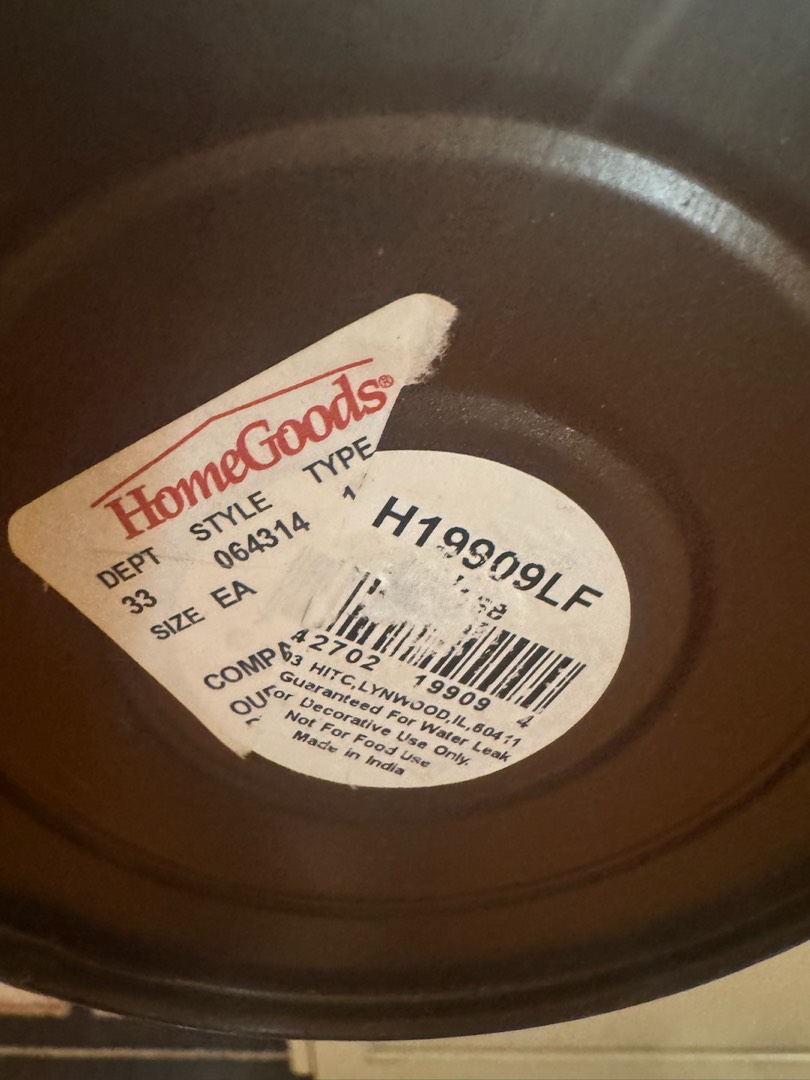 HomeGoods®
DEPT STYLE TYPE
33 064314 1
SIZE EA
H19909LF
42702 19909 4
HITC,LYNWOOD,IL,60411
Guaranteed For Water Leak
For Decorative Use Only.
Not For Food Use
Made in India